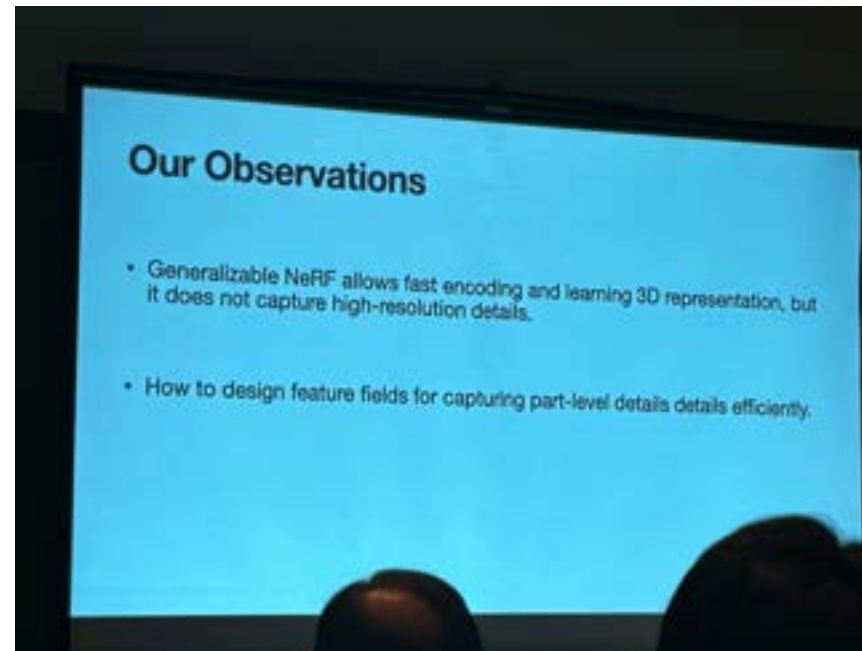 Our Observations
• Generalizable NeRF allows fast encoding and learning 3D representation, but
it does not capture high-resolution details.
• How to design feature fields for capturing part-level details details efficiently.